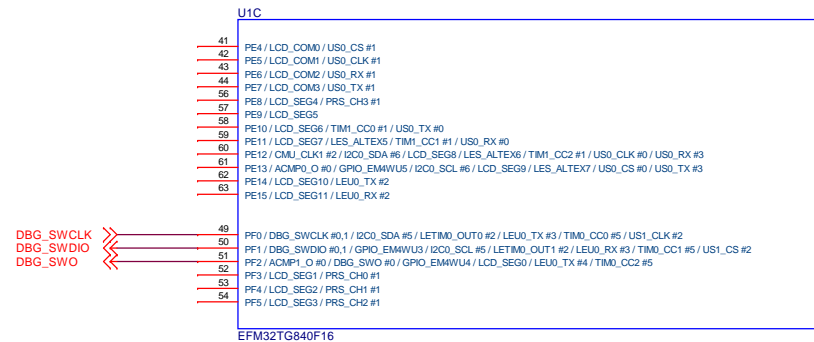 U1C
41 PE4 / LCD_COM0 / US0_CS #1
42 PE5 / LCD_COM1 / US0_CLK #1
43 PE6 / LCD_COM2 / US0_RX #1
44 PE7 / LCD_COM3 / US0_TX #1
56 PE8 / LCD_SEG4 / PRS_CH3 #1
57 PE9 / LCD_SEG5
58 PE10 / LCD_SEG6 / TIM1_CC0 #1 / US0_TX #0
59 PE11 / LCD_SEG7 / LES_ALTEX5 / TIM1_CC1 #1 / US0_RX #0
60 PE12 / CMU_CLK1 #2 / I2C0_SDA #6 / LCD_SEG8 / LES_ALTEX6 / TIM1_CC2 #1 / US0_CLK #0 / US0_RX #3
61 PE13 / ACMP0_O #0 / GPIO_EM4WU5 / I2C0_SCL #6 / LCD_SEG9 / LES_ALTEX7 / US0_CS #0 / US0_TX #3
62 PE14 / LCD_SEG10 / LEU0_TX #2
63 PE15 / LCD_SEG11 / LEU0_RX #2
DBG_SWCLK 49 PF0 / DBG_SWCLK #0,1 / I2C0_SDA #5 / LETIM0_OUT0 #2 / LEU0_TX #3 / TIM0_CC0 #5 / US1_CLK #2
DBG_SWDIO 50 PF1 / DBG_SWDIO #0,1 / GPIO_EM4WU3 / I2C0_SCL #5 / LETIM0_OUT1 #2 / LEU0_RX #3 / TIM0_CC1 #5 / US1_CS #2
DBG_SWO 51 PF2 / ACMP1_O #0 / DBG_SWO #0 / GPIO_EM4WU4 / LCD_SEG0 / LEU0_TX #4 / TIM0_CC2 #5
52 PF3 / LCD_SEG1 / PRS_CH0 #1
53 PF4 / LCD_SEG2 / PRS_CH1 #1
54 PF5 / LCD_SEG3 / PRS_CH2 #1
EFM32TG840F16